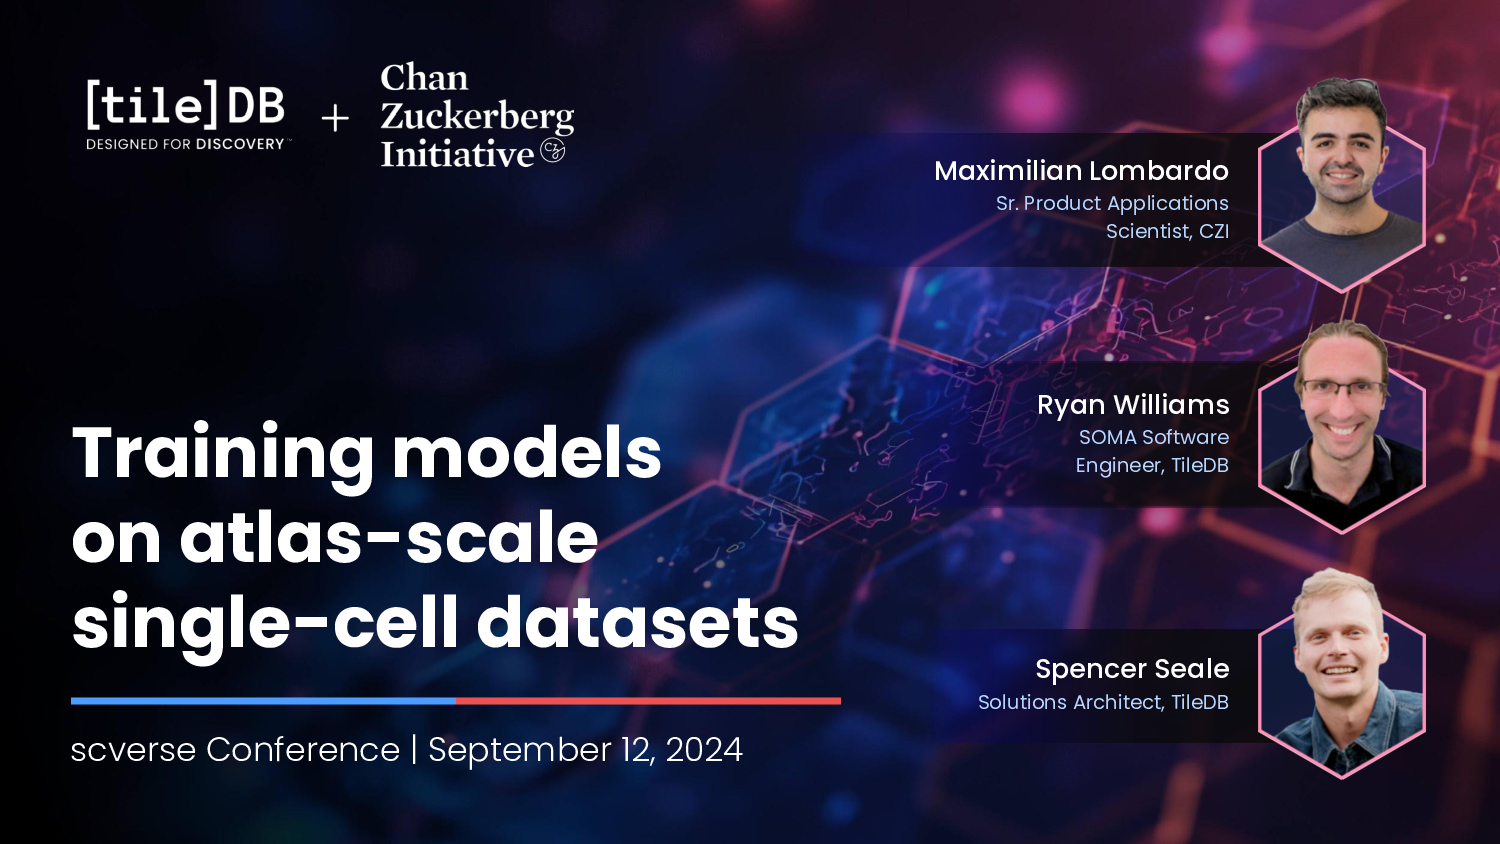 [tile]DB
DESIGNED FOR DISCOVERY™
+
Chan
Zuckerberg
Initiative
CZI
Maximilian Lombardo
Sr. Product Applications
Scientist, CZI
Ryan Williams
SOMA Software
Engineer, TileDB
Training models
on atlas-scale
single-cell datasets
Spencer Seale
Solutions Architect, TileDB
scverse Conference | September 12, 2024